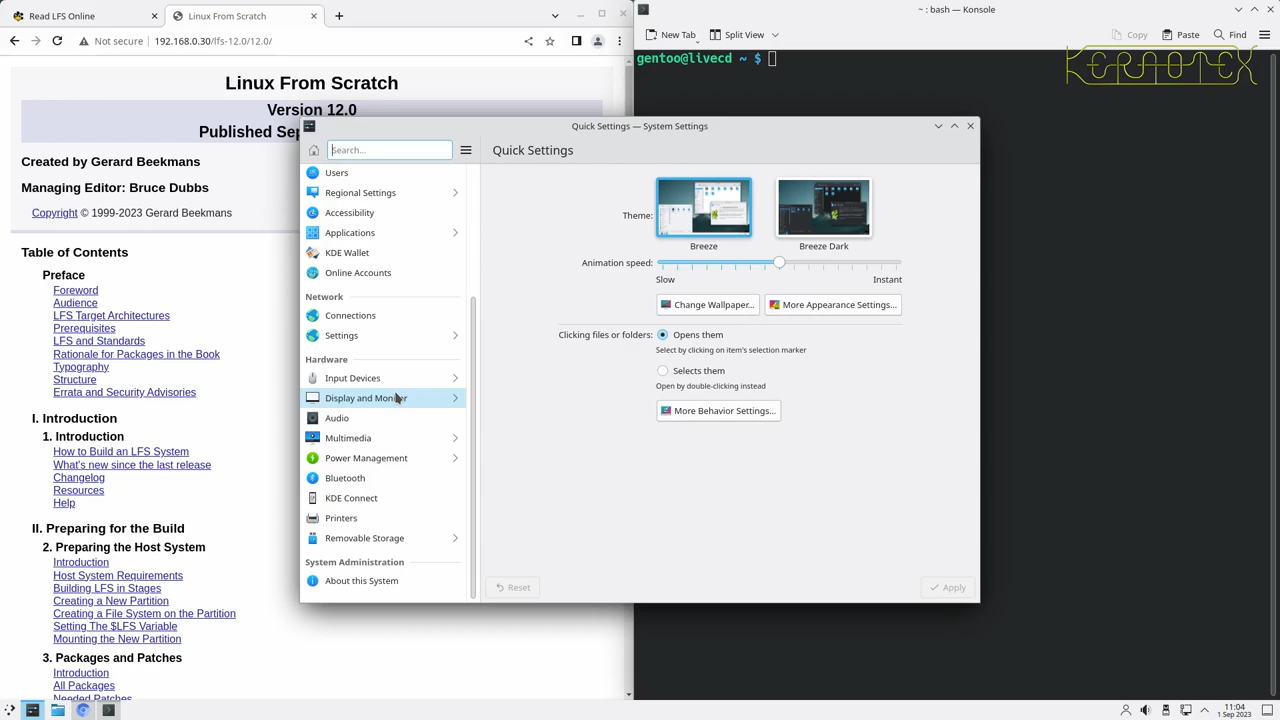 Read LFS Online
Linux From Scratch
Not secure
192.168.0.30/lfs-12.0/12.0/
Linux From Scratch
Version 12.0
Published Sep
Created by Gerard Beekmans
Managing Editor: Bruce Dubbs
Copyright © 1999-2023 Gerard Beekmans
Table of Contents
Preface
Foreword
Audience
LFS Target Architectures
Prerequisites
LFS and Standards
Rationale for Packages in the Book
Typography
Structure
Errata and Security Advisories
I. Introduction
1. Introduction
How to Build an LFS System
What's new since the last release
Changelog
Resources
Help
II. Preparing for the Build
2. Preparing the Host System
Introduction
Host System Requirements
Building LFS in Stages
Creating a New Partition
Creating a File System on the Partition
Setting The $LFS Variable
Mounting the New Partition
3. Packages and Patches
Introduction
All Packages
Needed Patches
~ : bash — Konsole
New Tab
Split View
Copy
Paste
Find
gentoo@livecd ~ $
KERNOTEX
Quick Settings — System Settings
Search...
Quick Settings
Users
Regional Settings
Accessibility
Applications
KDE Wallet
Online Accounts
Network
Connections
Settings
Hardware
Input Devices
Display and Monitor
Audio
Multimedia
Power Management
Bluetooth
KDE Connect
Printers
Removable Storage
System Administration
About this System
Theme:
Breeze
Breeze Dark
Animation speed:
Slow
Instant
Change Wallpaper...
More Appearance Settings...
Clicking files or folders:
Opens them
Select by clicking on item's selection marker
Selects them
Open by double-clicking instead
More Behavior Settings...
Reset
Apply
11:04
1 Sep 2023